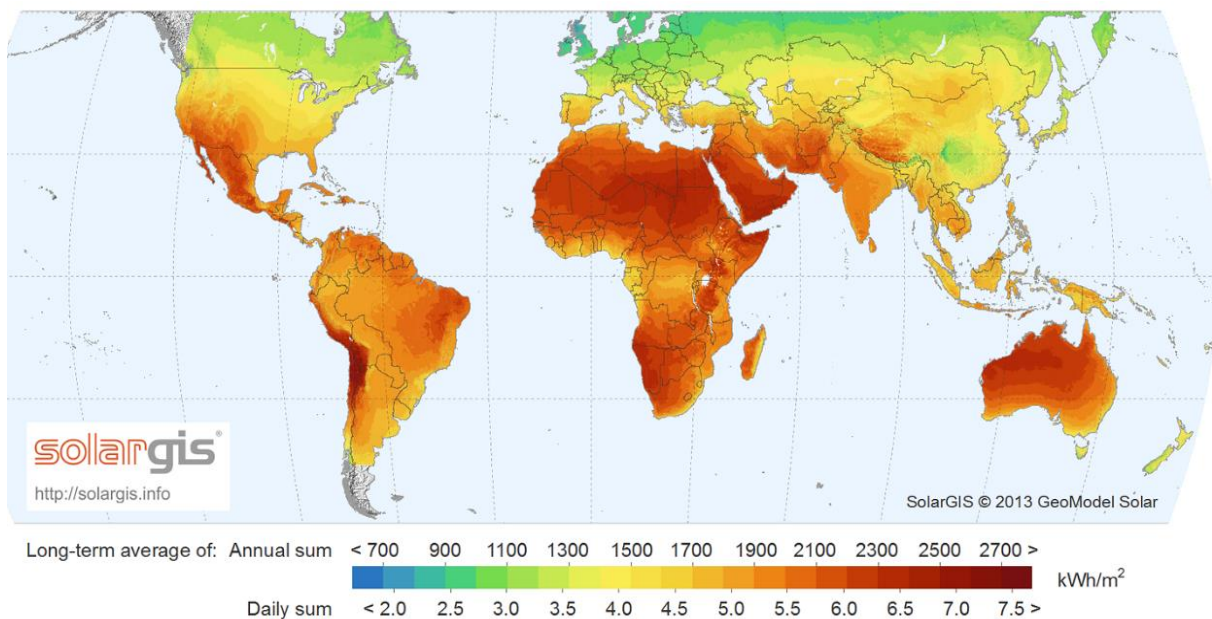 solargis®
http://solargis.info
SolarGIS © 2013 GeoModel Solar
Long-term average of: Annual sum < 700 900 1100 1300 1500 1700 1900 2100 2300 2500 2700 >
kWh/m²
Daily sum < 2.0 2.5 3.0 3.5 4.0 4.5 5.0 5.5 6.0 6.5 7.0 7.5 >